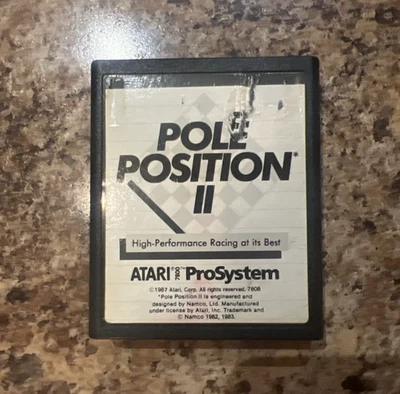 POLE
POSITION*
II
High-Performance Racing at its Best
ATARI® 7800™ ProSystem
©1987 Atari, Corp. All rights reserved. 7808
*Pole Position II is engineered and
designed by Namco, Ltd. Manufactured
under license by Atari, Inc. Trademark and
© Namco 1982, 1983.